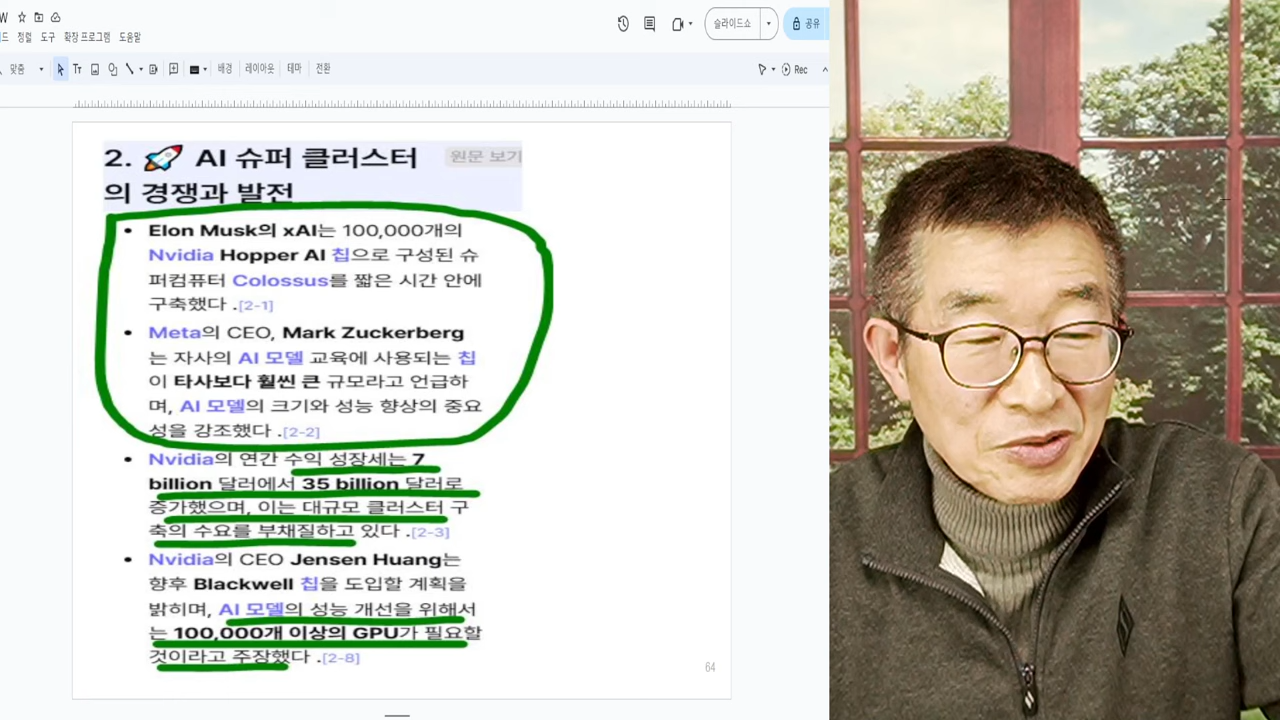 W
드 정렬 도구 확장 프로그램 도움말
슬라이드쇼
공유
맞춤
Tт
배경 레이아웃 테마 전환
Rec
2. 🚀 AI 슈퍼 클러스터
원문 보기
의 경쟁과 발전
• Elon Musk의 xAI는 100,000개의
Nvidia Hopper AI 칩으로 구성된 슈
퍼컴퓨터 Colossus를 짧은 시간 안에
구축했다 .[2-1]
• Meta의 CEO, Mark Zuckerberg
는 자사의 AI 모델 교육에 사용되는 칩
이 타사보다 훨씬 큰 규모라고 언급하
며, AI 모델의 크기와 성능 향상의 중요
성을 강조했다 .[2-2]
• Nvidia의 연간 수익 성장세는 7
billion 달러에서 35 billion 달러로
증가했으며, 이는 대규모 클러스터 구
축의 수요를 부채질하고 있다 .[2-3]
• Nvidia의 CEO Jensen Huang는
향후 Blackwell 칩을 도입할 계획을
밝히며, AI 모델의 성능 개선을 위해서
는 100,000개 이상의 GPU가 필요할
것이라고 주장했다 .[2-8]
64